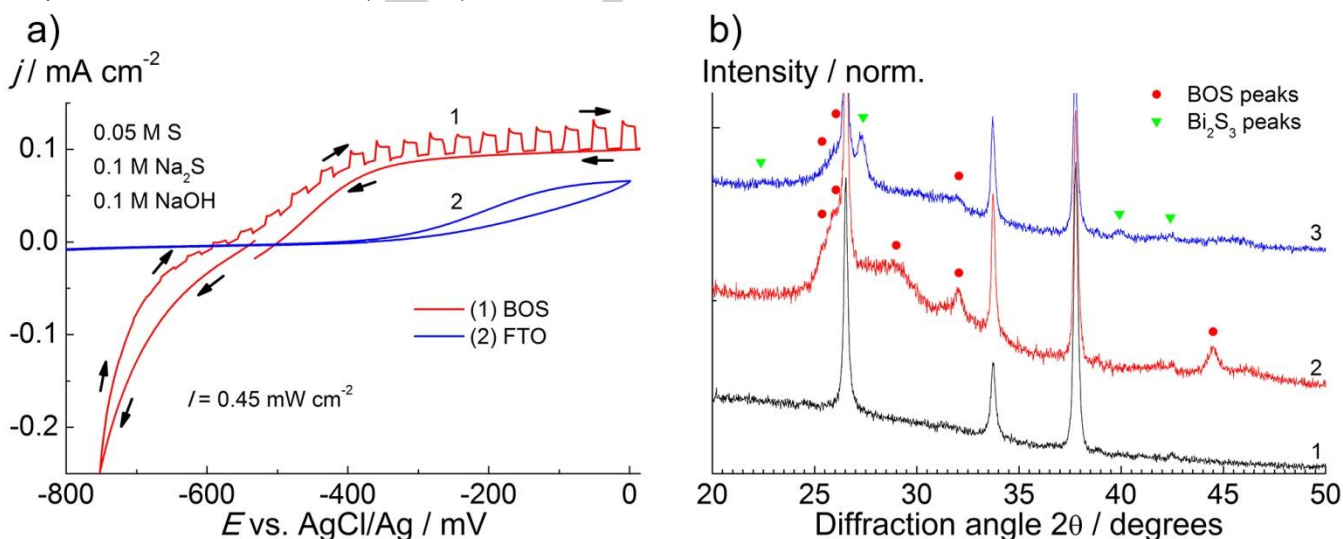 a)
j / mA cm⁻²
0.05 M S
0.1 M Na₂S
0.1 M NaOH
1
2
(1) BOS
(2) FTO
I = 0.45 mW cm⁻²
0.1
0.0
-0.1
-0.2
-800 -600 -400 -200 0
E vs. AgCl/Ag / mV
b)
Intensity / norm.
BOS peaks
Bi₂S₃ peaks
3
2
1
20 25 30 35 40 45 50
Diffraction angle 2θ / degrees